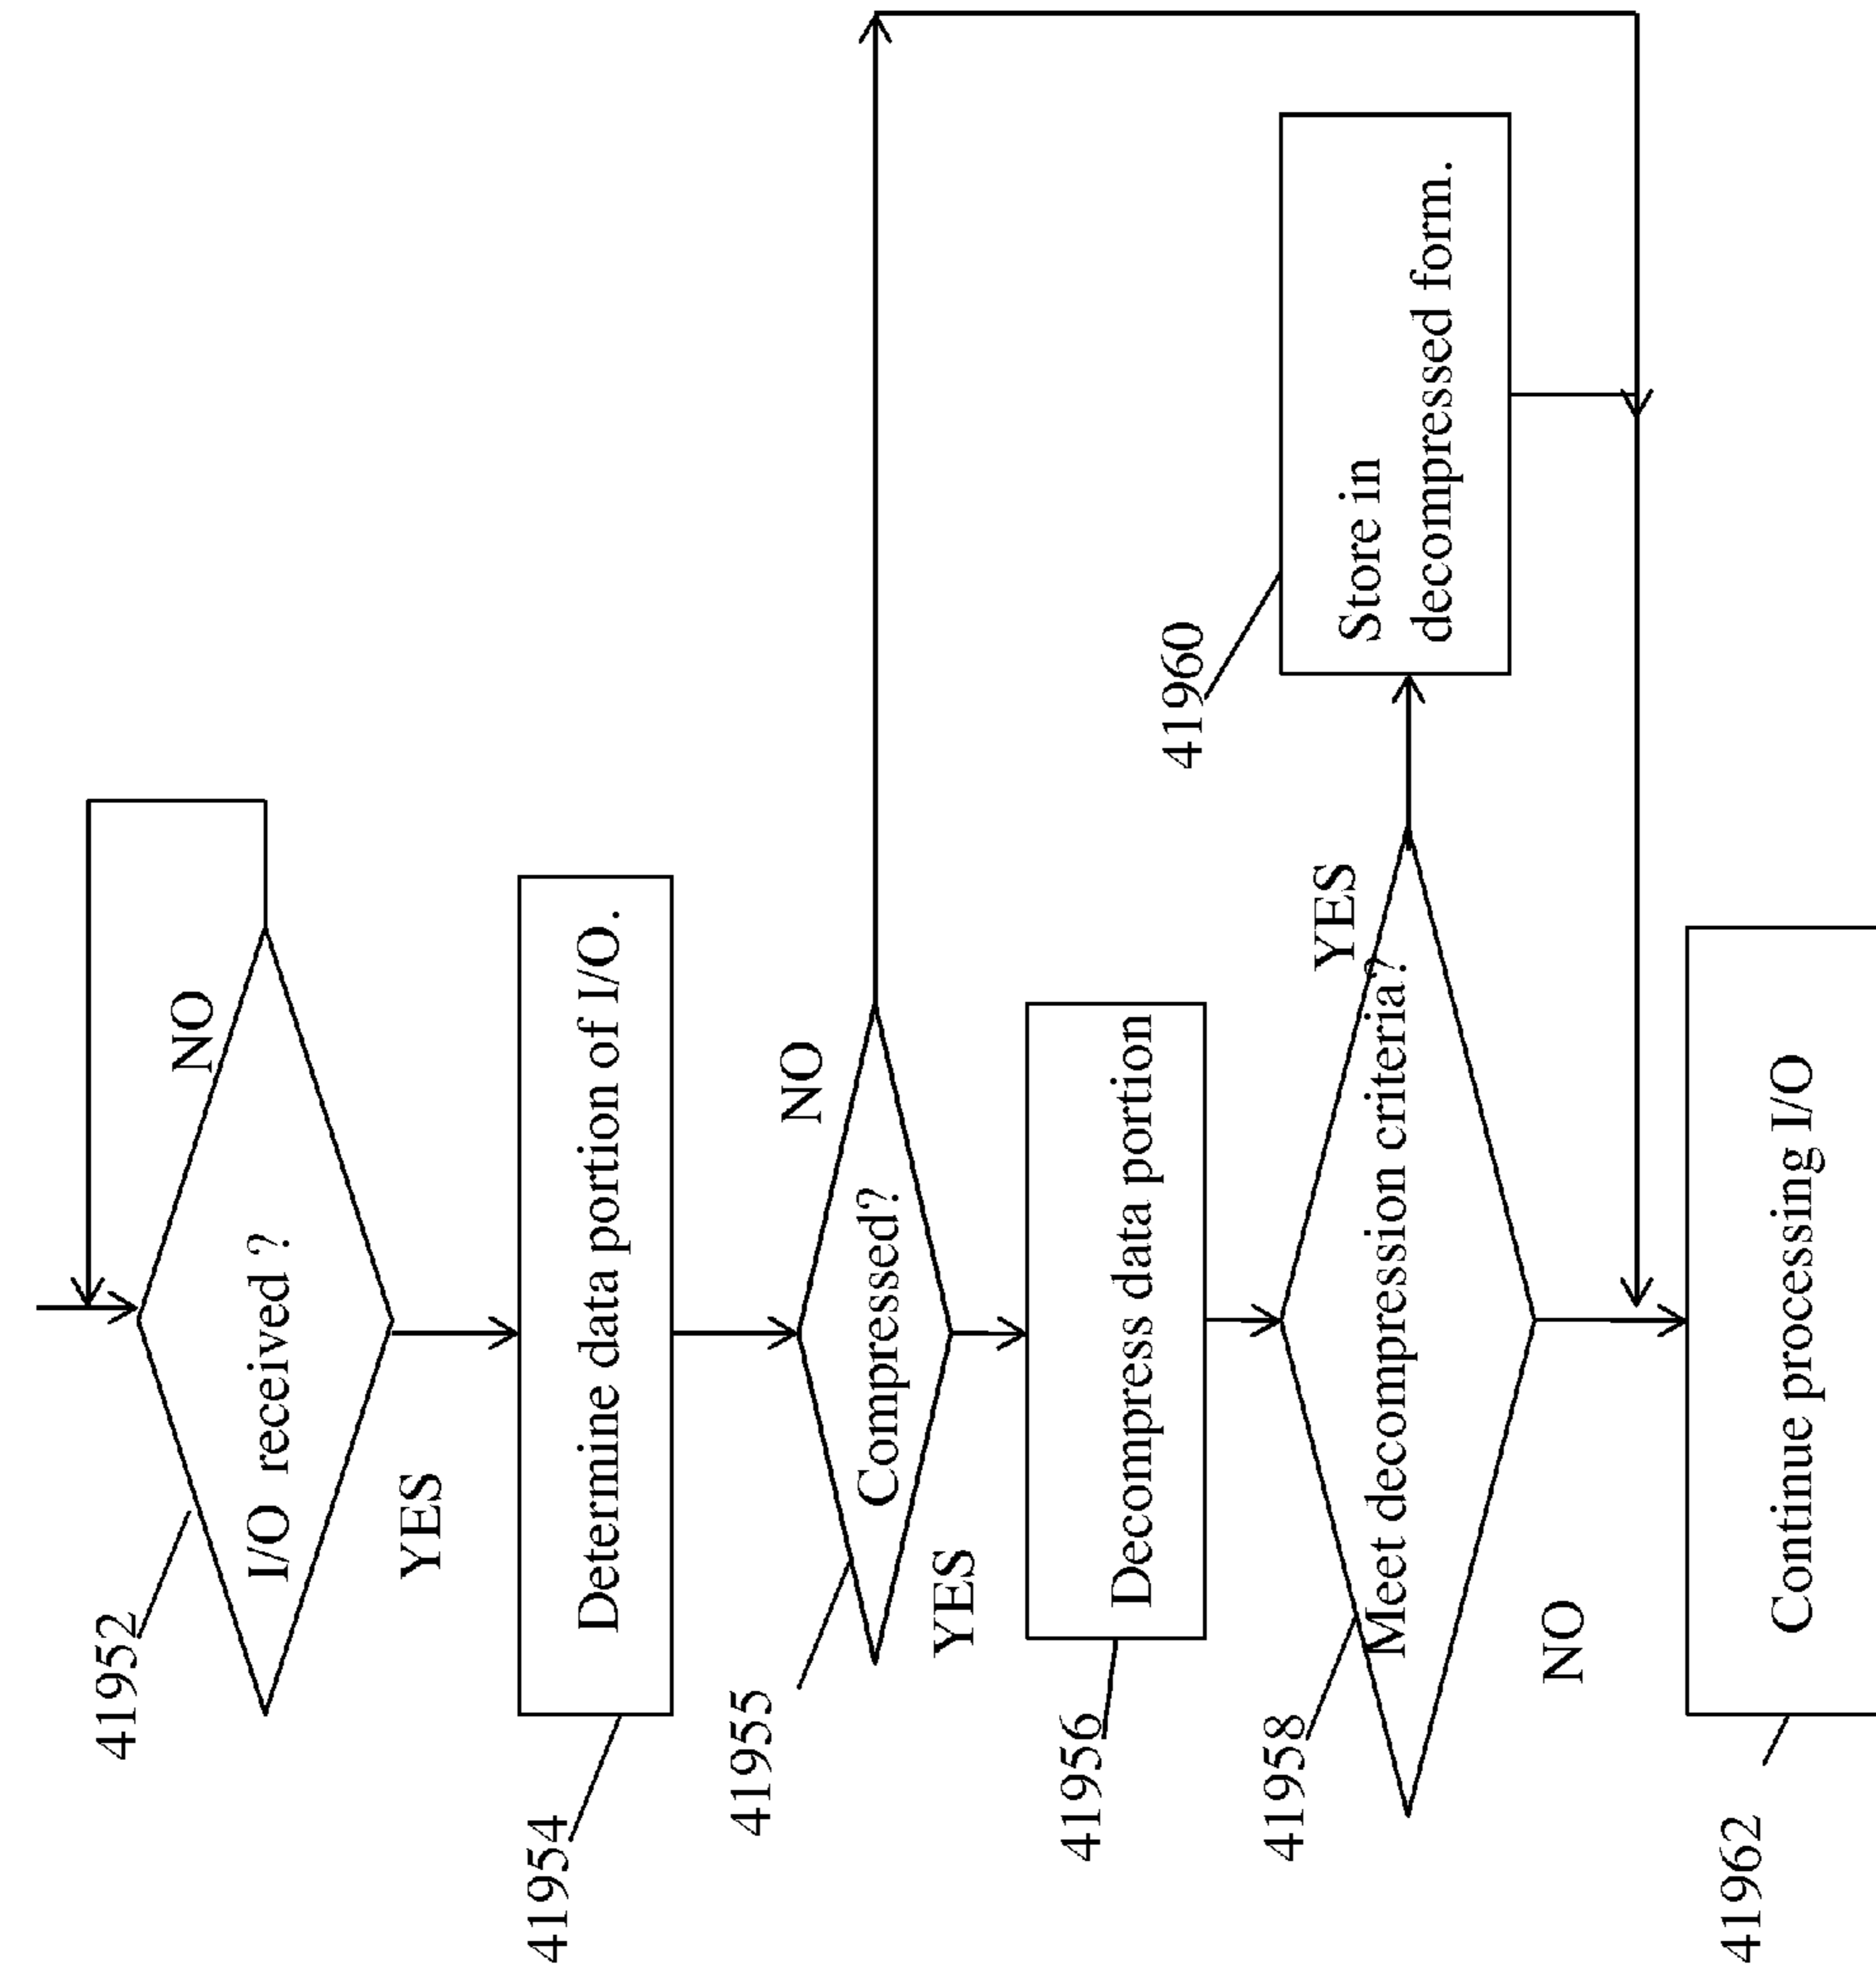 41952
I/O received ?
NO
YES
41954
Determine data portion of I/O.
41955
Compressed?
NO
YES
41956
Decompress data portion
41958
Meet decompression criteria?
YES
41960
Store in
decompressed form.
NO
41962
Continue processing I/O